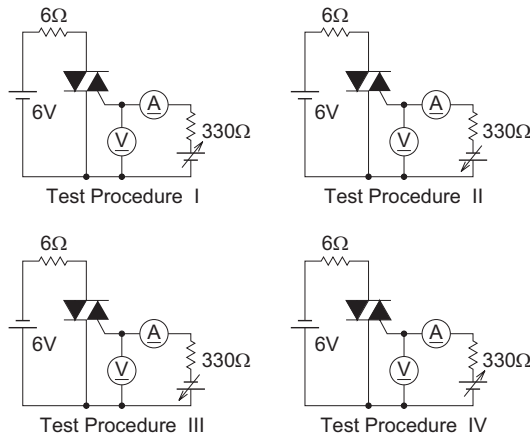 6Ω
6V
A
V
330Ω
Test Procedure I
6Ω
6V
A
V
330Ω
Test Procedure II
6Ω
6V
A
V
330Ω
Test Procedure III
6Ω
6V
A
V
330Ω
Test Procedure IV